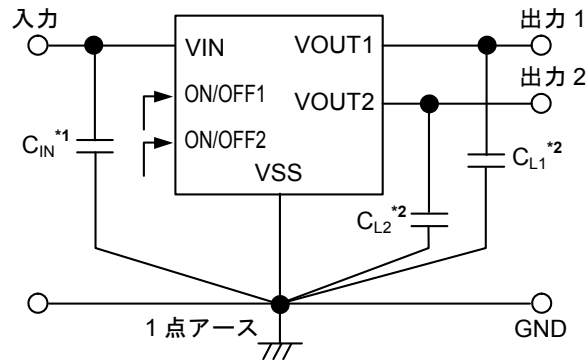 入力
出力 1
VIN
VOUT1
出力 2
ON/OFF1
VOUT2
ON/OFF2
CIN*1
VSS
CL1*2
CL2*2
1 点アース
GND